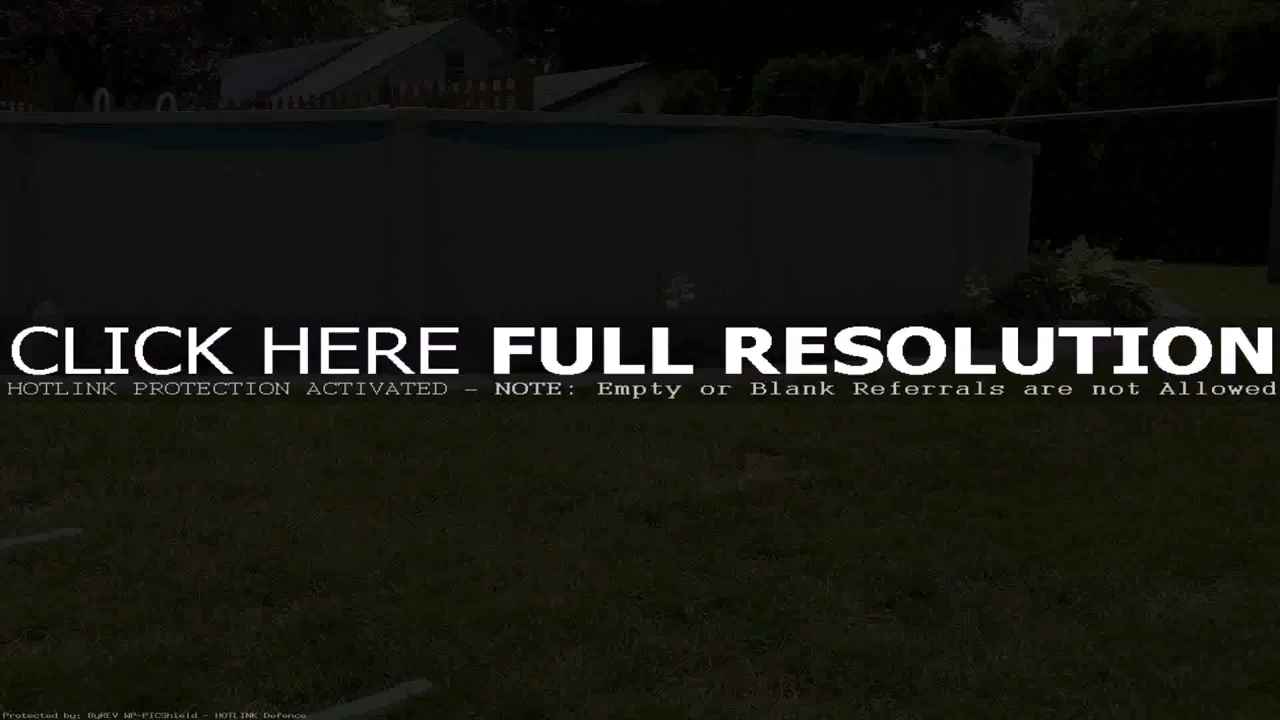 CLICK HERE FULL RESOLUTION
HOTLINK PROTECTION ACTIVATED - NOTE: Empty or Blank Referrals are not Allowed
Protected by: ByREV WP-PICShield - HOTLINK Defence